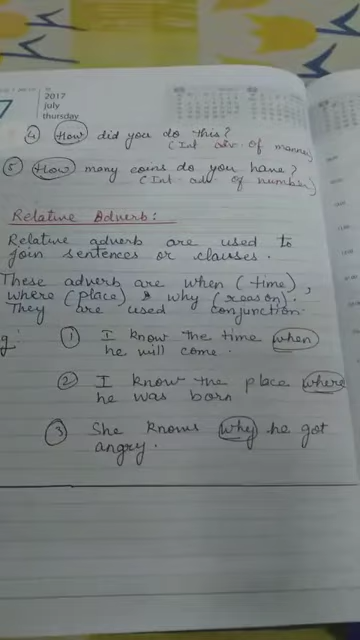 7
2017
july
thursday
④ How did you do this?
(Int. adv. of manner)
⑤ How many coins do you have?
(Int. adv. of number)
Relative Adverb:
Relative adverb are used to
join sentences or clauses.
These adverb are when (time),
where (place) & why (reason).
They are used conjunction.
g: ① I know the time when
he will come.
② I know the place where
he was born
③ She knows why he got
angry.